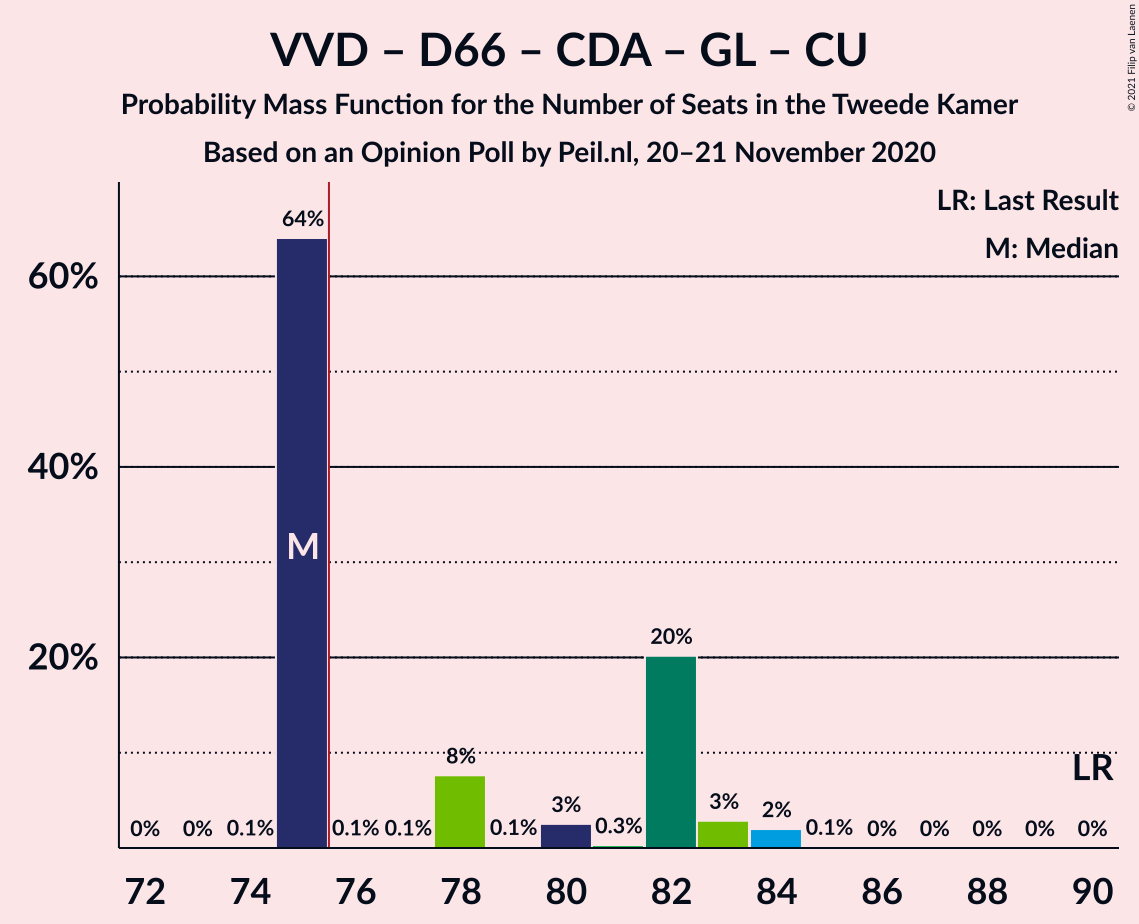 VVD – D66 – CDA – GL – CU
Probability Mass Function for the Number of Seats in the Tweede Kamer
Based on an Opinion Poll by Peil.nl, 20–21 November 2020
© 2021 Filip van Laenen
LR: Last Result
M: Median
60%
40%
20%
0% 0% 0.1% 64% 0.1% 0.1% 8% 0.1% 3% 0.3% 20% 3% 2% 0.1% 0% 0% 0% 0% 0%
M
LR
72 74 76 78 80 82 84 86 88 90